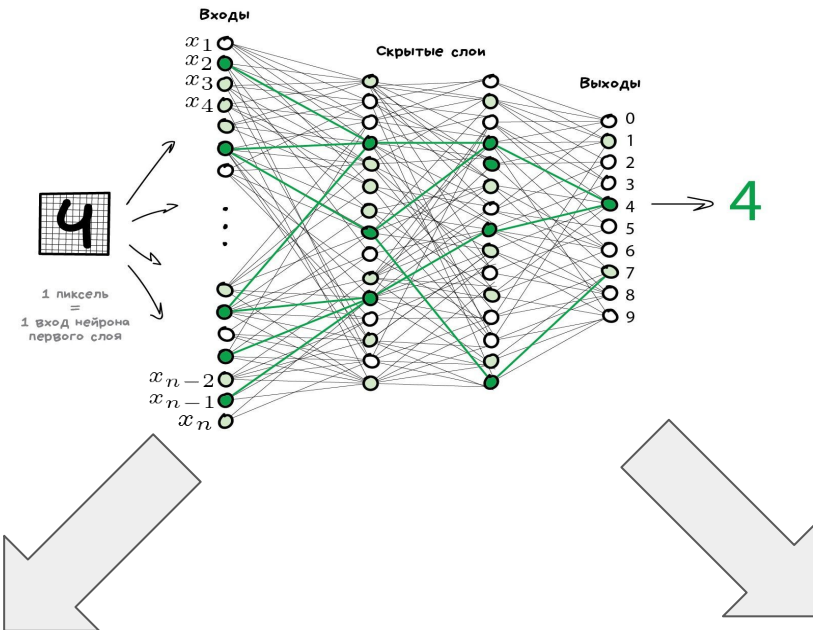 Входы
Скрытые слои
Выходы
x1
x2
x3
x4
0
1
2
3
4
5
6
7
8
9
4
4
1 пиксель
=
1 вход нейрона
первого слоя
xn−2
xn−1
xn